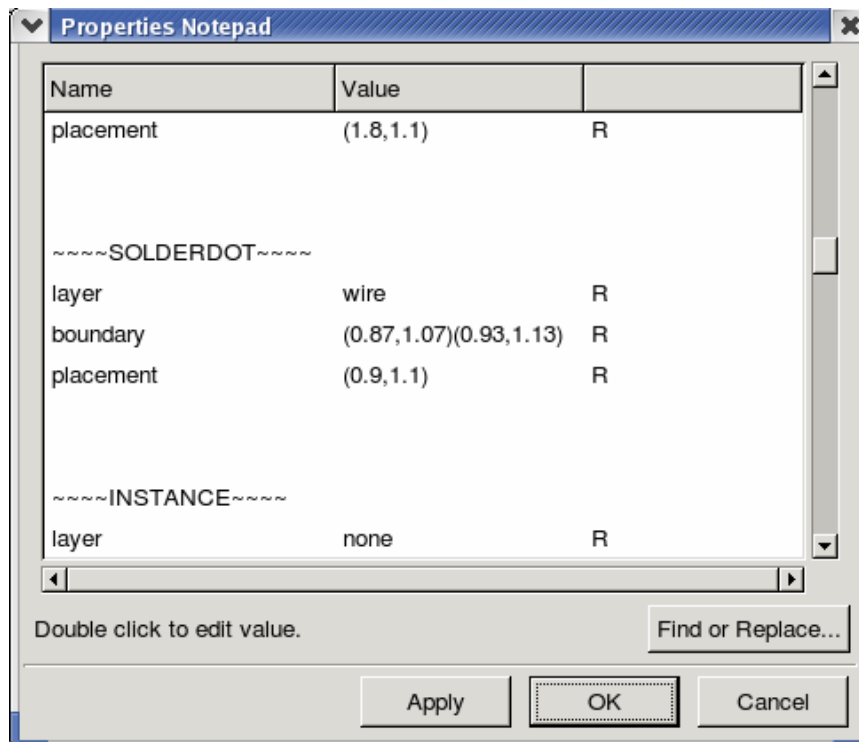 Properties Notepad
Name Value
placement (1.8,1.1) R
~~~~SOLDERDOT~~~~
layer wire R
boundary (0.87,1.07)(0.93,1.13) R
placement (0.9,1.1) R
~~~~INSTANCE~~~~
layer none R
Double click to edit value.
Find or Replace...
Apply OK Cancel